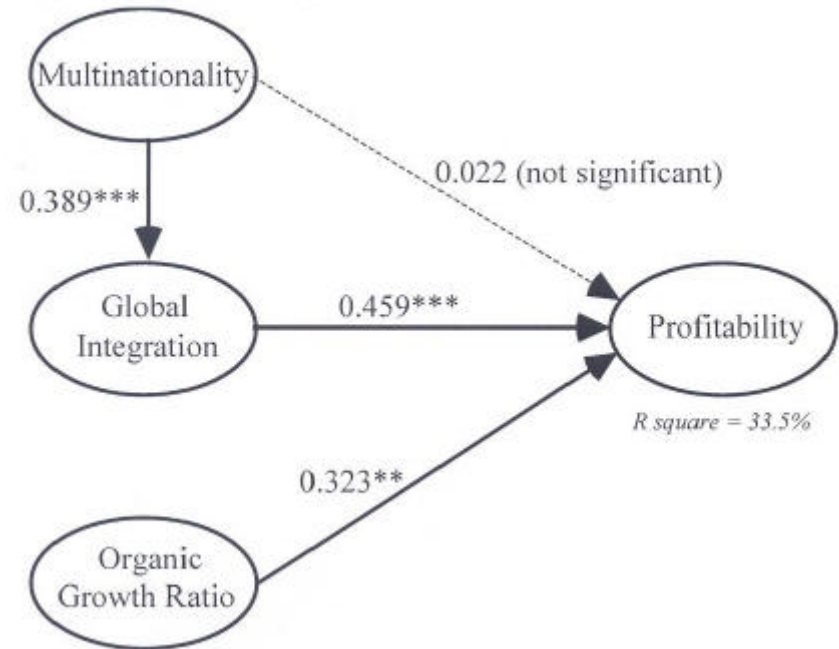 Multinationality
0.022 (not significant)
0.389***
Global
Integration
0.459***
Profitability
R square = 33.5%
0.323**
Organic
Growth Ratio